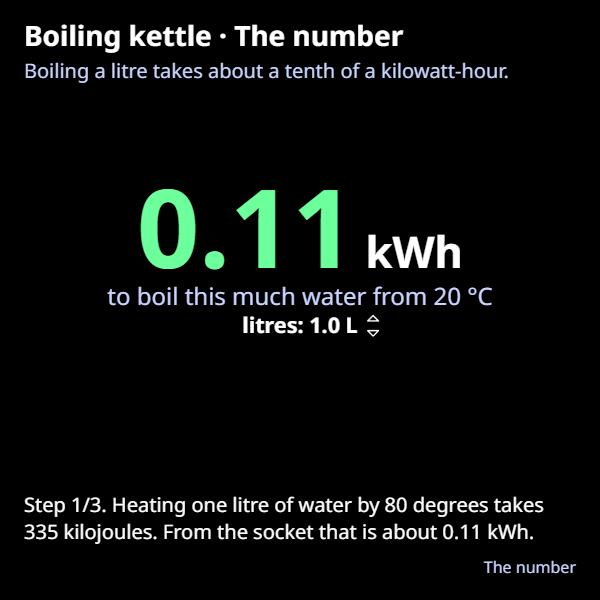 Boiling kettle · The number
Boiling a litre takes about a tenth of a kilowatt-hour.
0.11 kWh
to boil this much water from 20 °C
litres: 1.0 L
Step 1/3. Heating one litre of water by 80 degrees takes
335 kilojoules. From the socket that is about 0.11 kWh.
The number